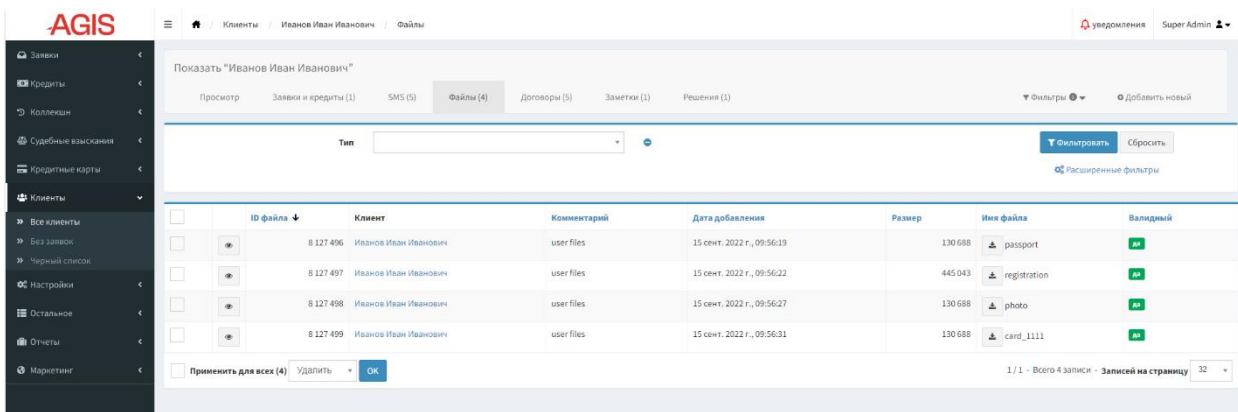 AGIS
Клиенты / Иванов Иван Иванович / Файлы
уведомления Super Admin
Заявки
Кредиты
Коллекшн
Судебные взыскания
Кредитные карты
Клиенты
Все клиенты
Без заявок
Черный список
Настройки
Остальное
Отчеты
Маркетинг
Показать "Иванов Иван Иванович"
Просмотр Заявки и кредиты (1) SMS (5) Файлы (4) Договоры (5) Заметки (1) Решения (1) Фильтры Добавить новый
Тип Фильтровать Сбросить
Расширенные фильтры
ID файла Клиент Комментарий Дата добавления Размер Имя файла Валидный
8 127 496 Иванов Иван Иванович user files 15 сент. 2022 г., 09:56:19 130 688 passport да
8 127 497 Иванов Иван Иванович user files 15 сент. 2022 г., 09:56:22 445 043 registration да
8 127 498 Иванов Иван Иванович user files 15 сент. 2022 г., 09:56:27 130 688 photo да
8 127 499 Иванов Иван Иванович user files 15 сент. 2022 г., 09:56:31 130 688 card_1111 да
Применить для всех (4) Удалить OK 1 / 1 - Всего 4 записи - Записей на страницу 32